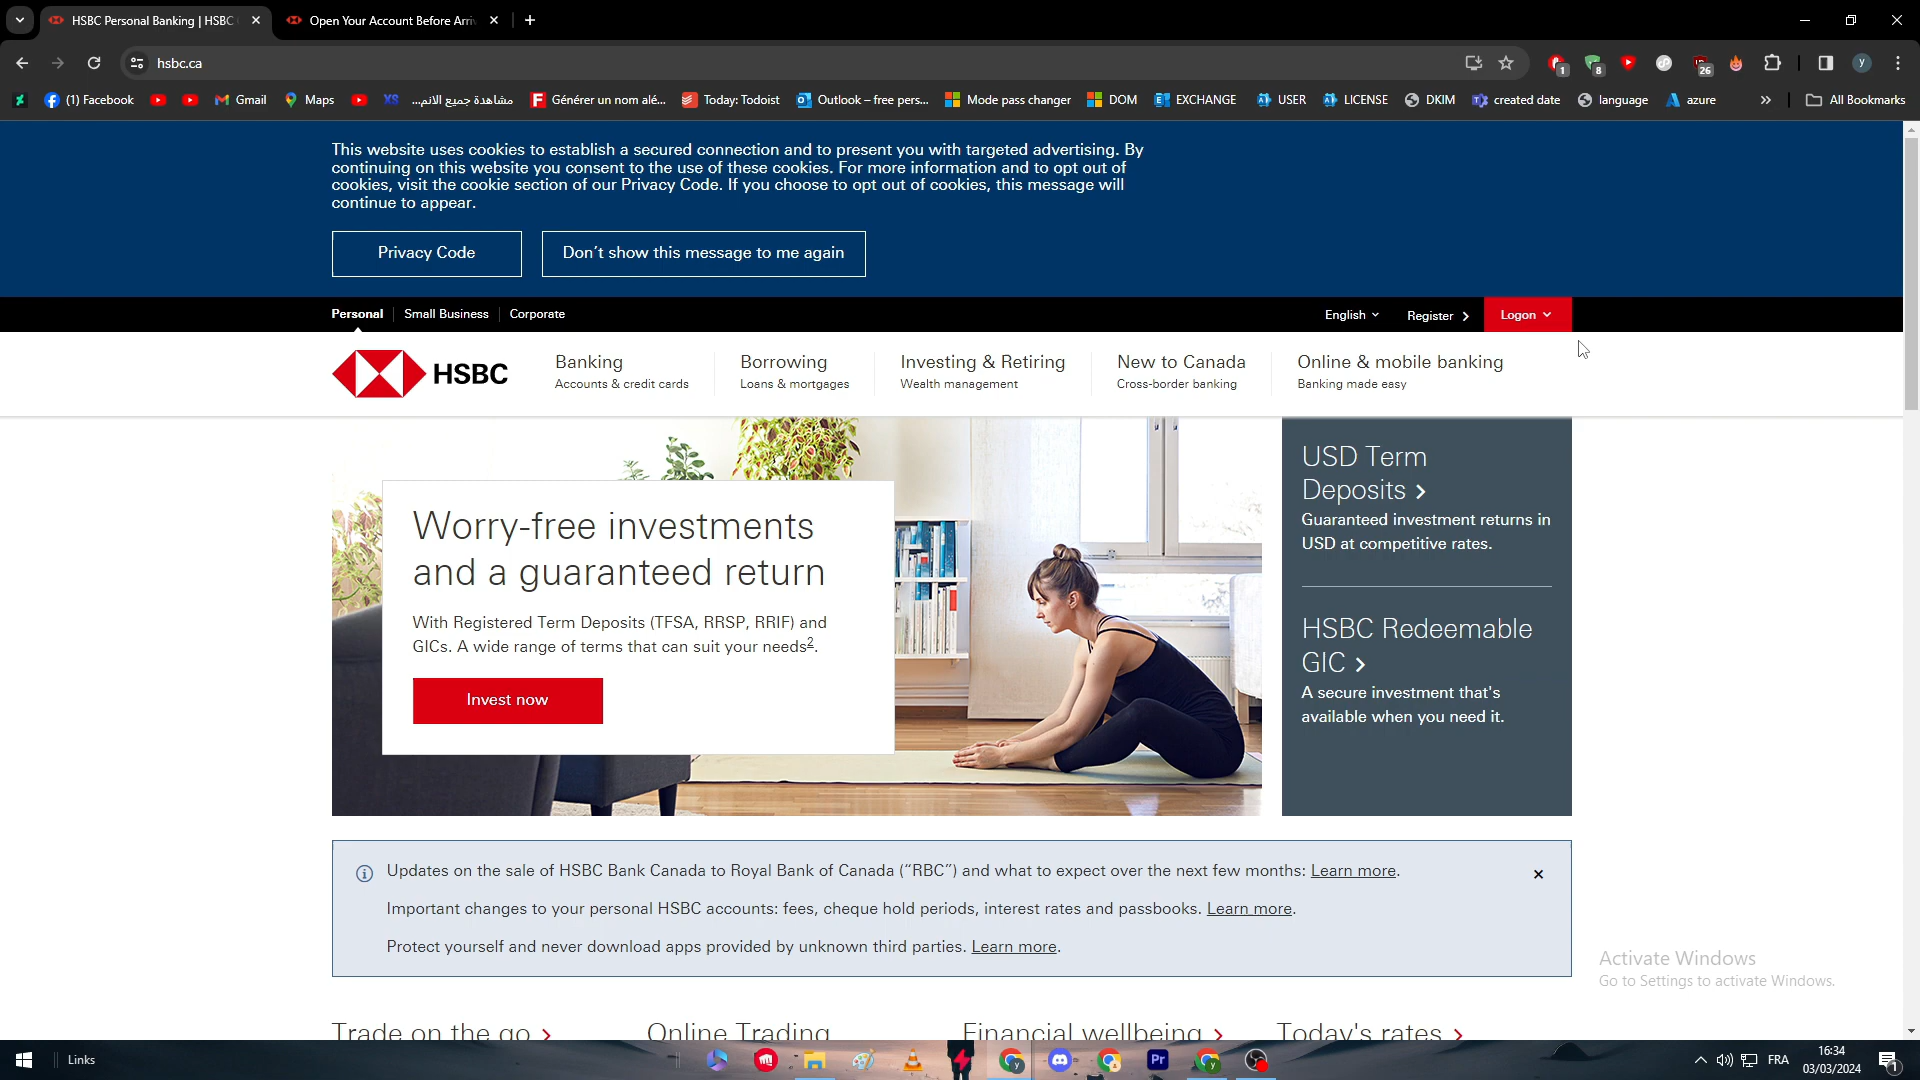 HSBC Personal Banking | HSBC
Open Your Account Before Arri
hsbc.ca
1
8
26
y
(1) Facebook
Gmail
Maps
XS
مشاهدة جميع الانم...
Générer un nom alé...
Today: Todoist
Outlook – free pers...
Mode pass changer
DOM
EXCHANGE
USER
LICENSE
DKIM
created date
language
azure
All Bookmarks
This website uses cookies to establish a secured connection and to present you with targeted advertising. By
continuing on this website you consent to the use of these cookies. For more information and to opt out of
cookies, visit the cookie section of our Privacy Code. If you choose to opt out of cookies, this message will
continue to appear.
Privacy Code
Don't show this message to me again
Personal
Small Business
Corporate
English
Register
Logon
HSBC
Banking
Accounts & credit cards
Borrowing
Loans & mortgages
Investing & Retiring
Wealth management
New to Canada
Cross-border banking
Online & mobile banking
Banking made easy
Worry-free investments
and a guaranteed return
With Registered Term Deposits (TFSA, RRSP, RRIF) and
GICs. A wide range of terms that can suit your needs².
Invest now
USD Term
Deposits
Guaranteed investment returns in
USD at competitive rates.
HSBC Redeemable
GIC
A secure investment that's
available when you need it.
Updates on the sale of HSBC Bank Canada to Royal Bank of Canada (“RBC”) and what to expect over the next few months: Learn more.
Important changes to your personal HSBC accounts: fees, cheque hold periods, interest rates and passbooks. Learn more.
Protect yourself and never download apps provided by unknown third parties. Learn more.
Activate Windows
Go to Settings to activate Windows.
Trade on the go
Online Trading
Financial wellbeing
Today's rates
Links
Pr
FRA
16:34
03/03/2024
1